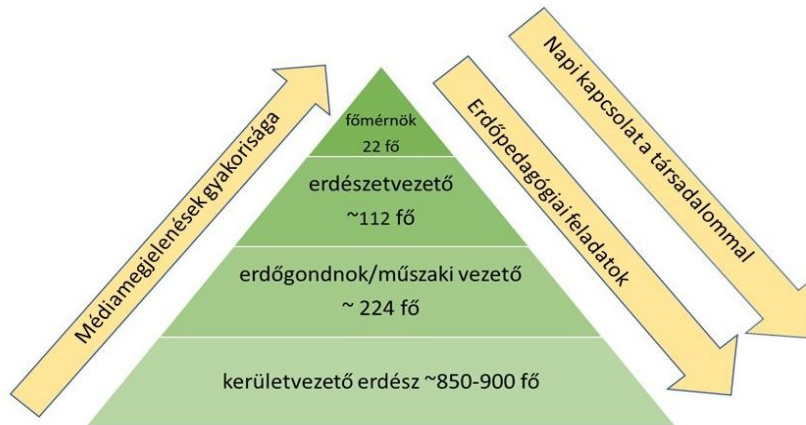 Médiamegjelenések gyakorisága
főmérnök
22 fő
erdészetvezető
~112 fő
erdőgondnok/műszaki vezető
~ 224 fő
kerületvezető erdész ~850-900 fő
Erdőpedagógiai feladatok
Napi kapcsolat a társadalommal